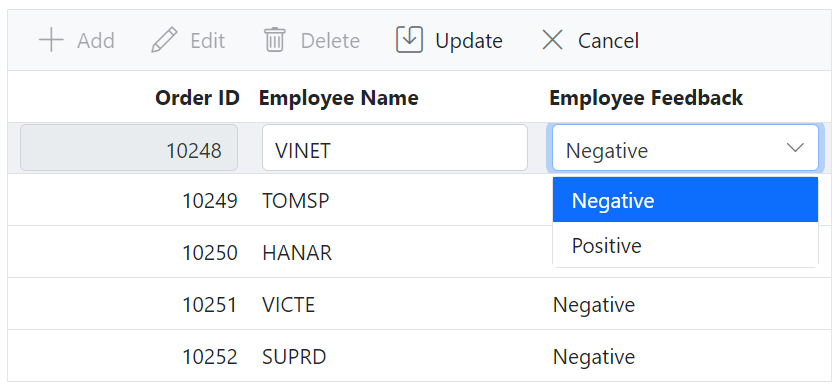 Add Edit Delete Update Cancel
Order ID Employee Name Employee Feedback
10248 VINET Negative
10249 TOMSP Negative
10250 HANAR Positive
10251 VICTE Negative
10252 SUPRD Negative